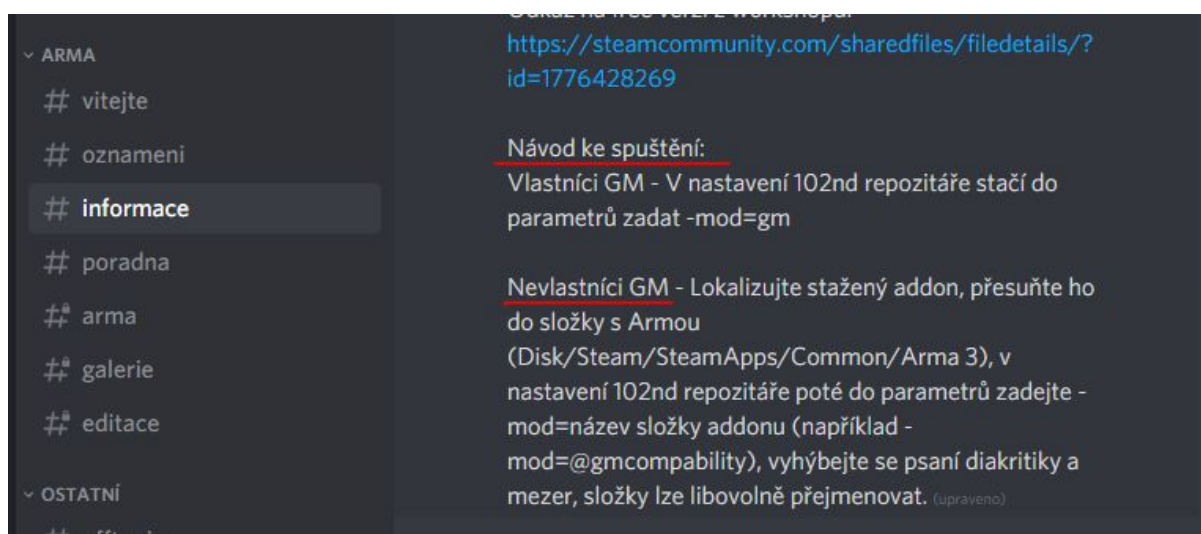 ARMA
vitejte
oznameni
informace
poradna
arma
galerie
editace
OSTATNÍ
https://steamcommunity.com/sharedfiles/filedetails/?
id=1776428269
Návod ke spuštění:
Vlastníci GM - V nastavení 102nd repozitáře stačí do
parametrů zadat -mod=gm
Nevlastníci GM - Lokalizujte stažený addon, přesuňte ho
do složky s Armou
(Disk/Steam/SteamApps/Common/Arma 3), v
nastavení 102nd repozitáře poté do parametrů zadejte -
mod=název složky addonu (například -
mod=@gmcompability), vyhýbejte se psaní diakritiky a
mezer, složky lze libovolně přejmenovat. (upraveno)